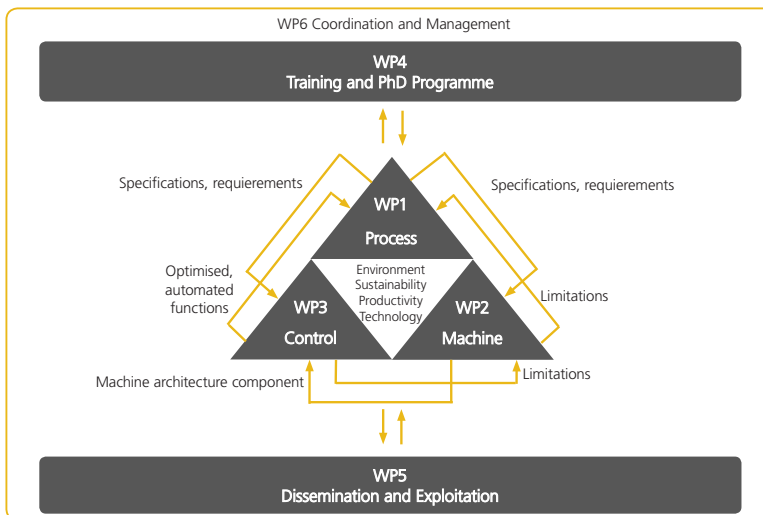 WP6 Coordination and Management
WP4
Training and PhD Programme
Specifications, requierements
Specifications, requierements
WP1
Process
Optimised,
automated
functions
Environment
Sustainability
Productivity
Technology
Limitations
WP3
Control
WP2
Machine
Machine architecture component
Limitations
WP5
Dissemination and Exploitation